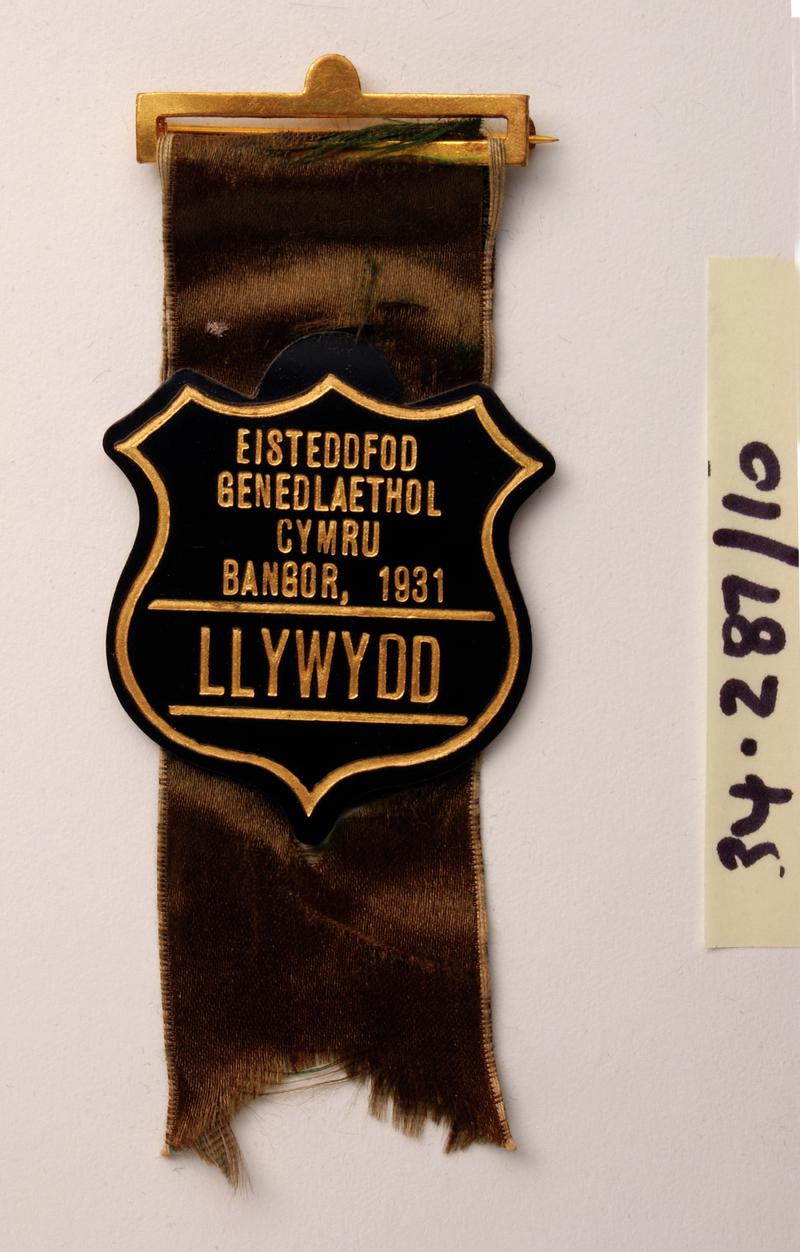 EISTEDDFOD
GENEDLAETHOL
CYMRU
BANGOR, 1931
LLYWYDD
34.287/10